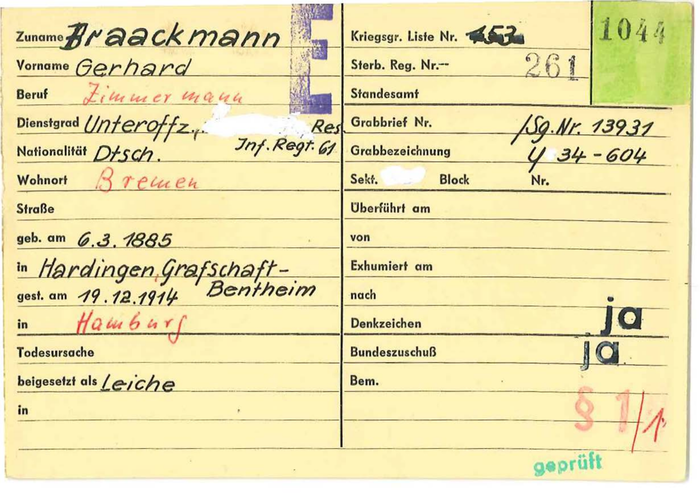 Zuname Braackmann
Vorname Gerhard
Beruf Zimmermann
Dienstgrad Unteroffz., Res
Inf. Regt. 61
Nationalität Dtsch.
Wohnort Bremen
Straße
geb. am 6.3.1885
in Hardingen, Grafschaft-
Bentheim
gest. am 19.12.1914
in Hamburg
Todesursache
beigesetzt als Leiche
in
E
Kriegsgr. Liste Nr. 453
1044
Sterb. Reg. Nr.-- 261
Standesamt
Grabbrief Nr. /Sg.Nr. 13931
Grabbezeichnung Y 34-604
Sekt. Block Nr.
Überführt am
von
Exhumiert am
nach
Denkzeichen ja
Bundeszuschuß ja
Bem.
§ 1/1
geprüft